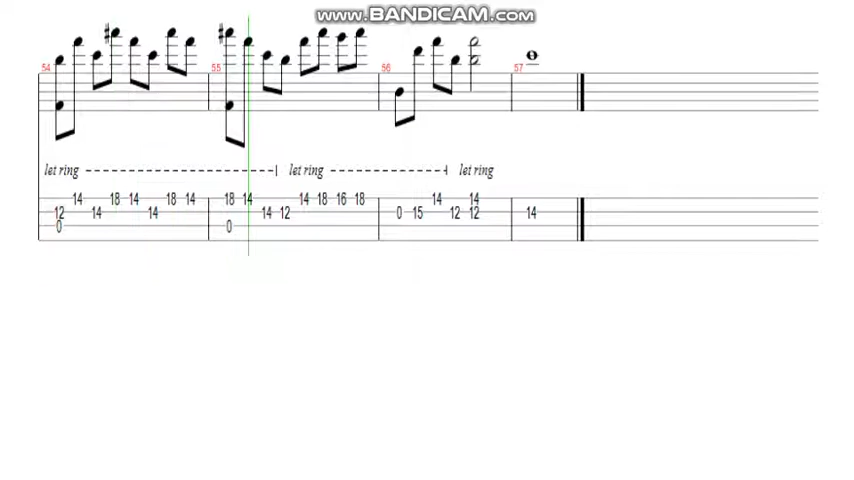 www.BANDICAM.com
54 55 56 57
let ring let ring let ring
14 18 14 18 14 18 14 14 18 16 18 14 14
12 14 14 14 12 0 15 12 12 14
0 0